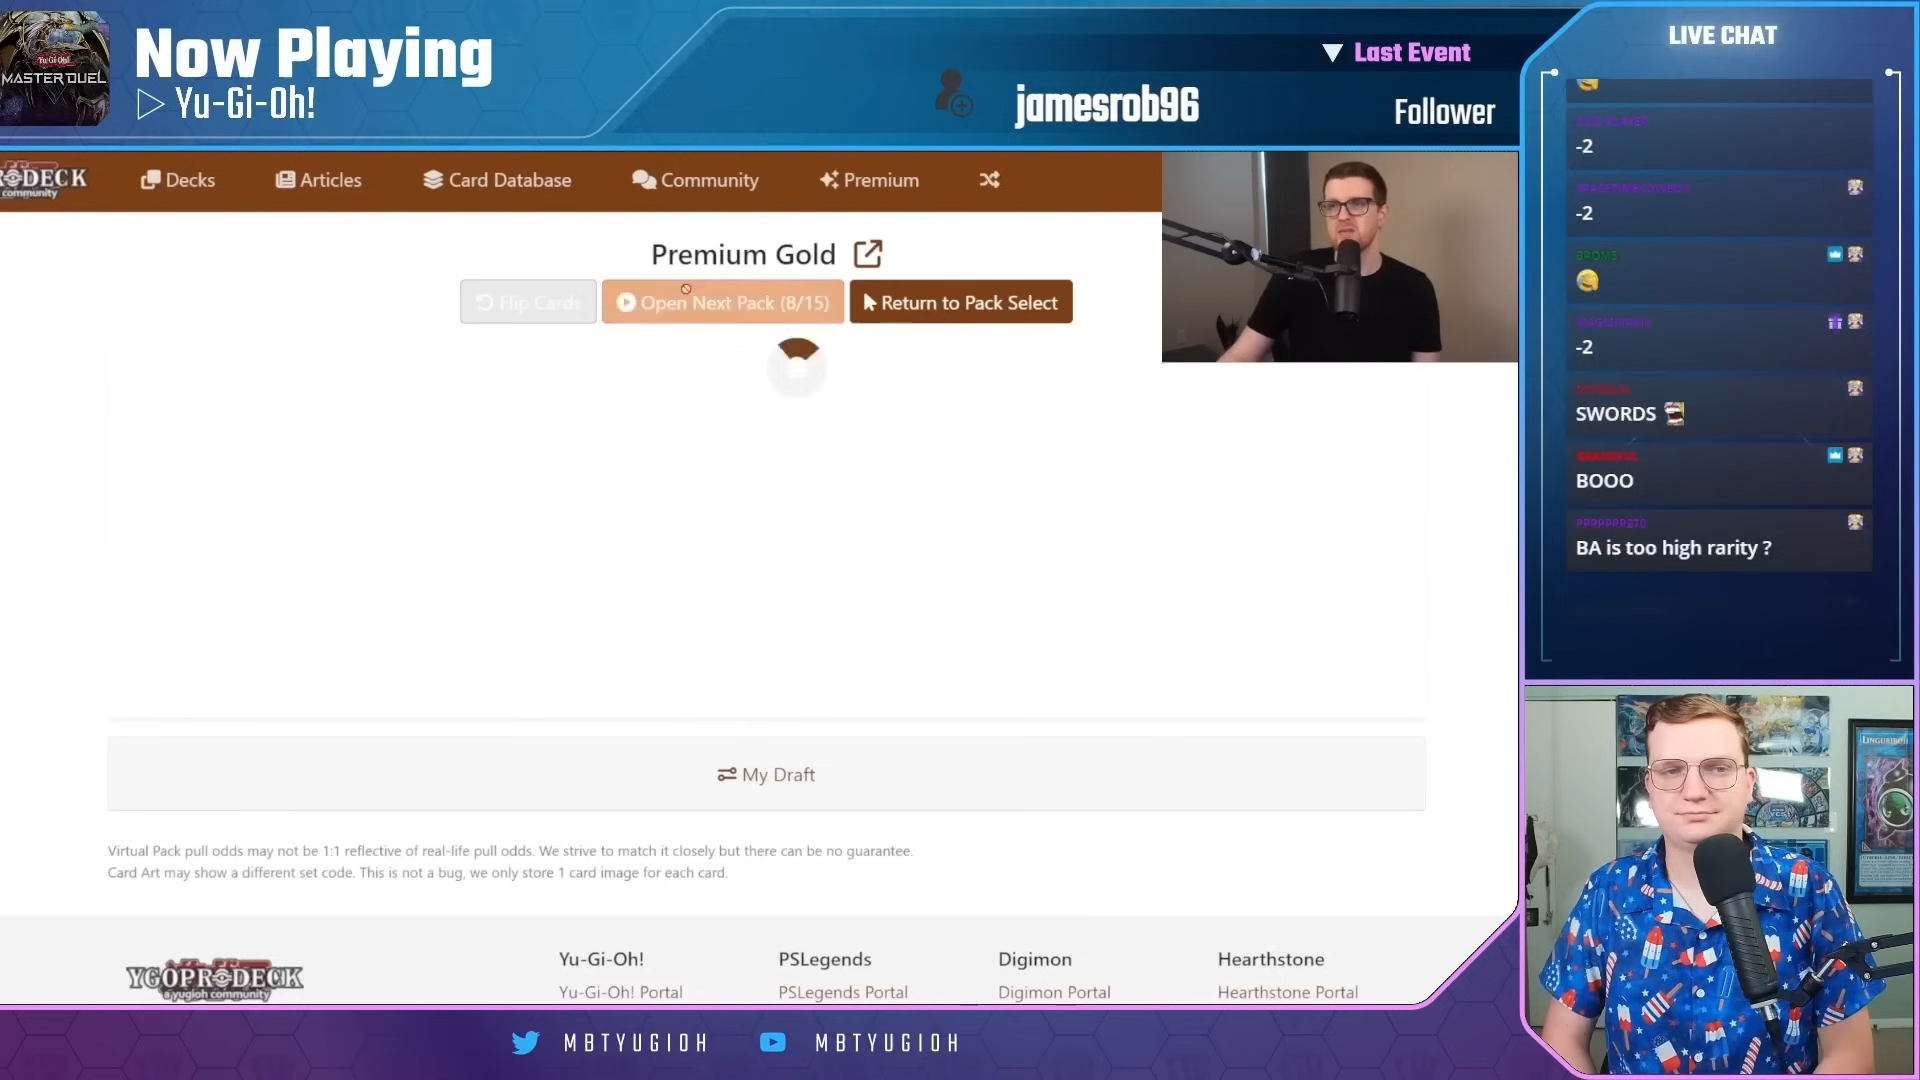 Now Playing
Yu-Gi-Oh!
Yu-Gi-Oh!
MASTER DUEL
Last Event
jamesrob96
Follower
LIVE CHAT
-2
-2
-2
SWORDS
BOOO
BA is too high rarity ?
community
Decks
Articles
Card Database
Community
Premium
Premium Gold
Flip Cards
Open Next Pack (8/15)
Return to Pack Select
My Draft
Virtual Pack pull odds may not be 1:1 reflective of real-life pull odds. We strive to match it closely but there can be no guarantee.
Card Art may show a different set code. This is not a bug, we only store 1 card image for each card.
YGOPRODECK
a yugioh community
Yu-Gi-Oh!
PSLegends
Digimon
Hearthstone
Yu-Gi-Oh! Portal
PSLegends Portal
Digimon Portal
Hearthstone Portal
MBTYUGIOH
MBTYUGIOH
LINKURIBOH